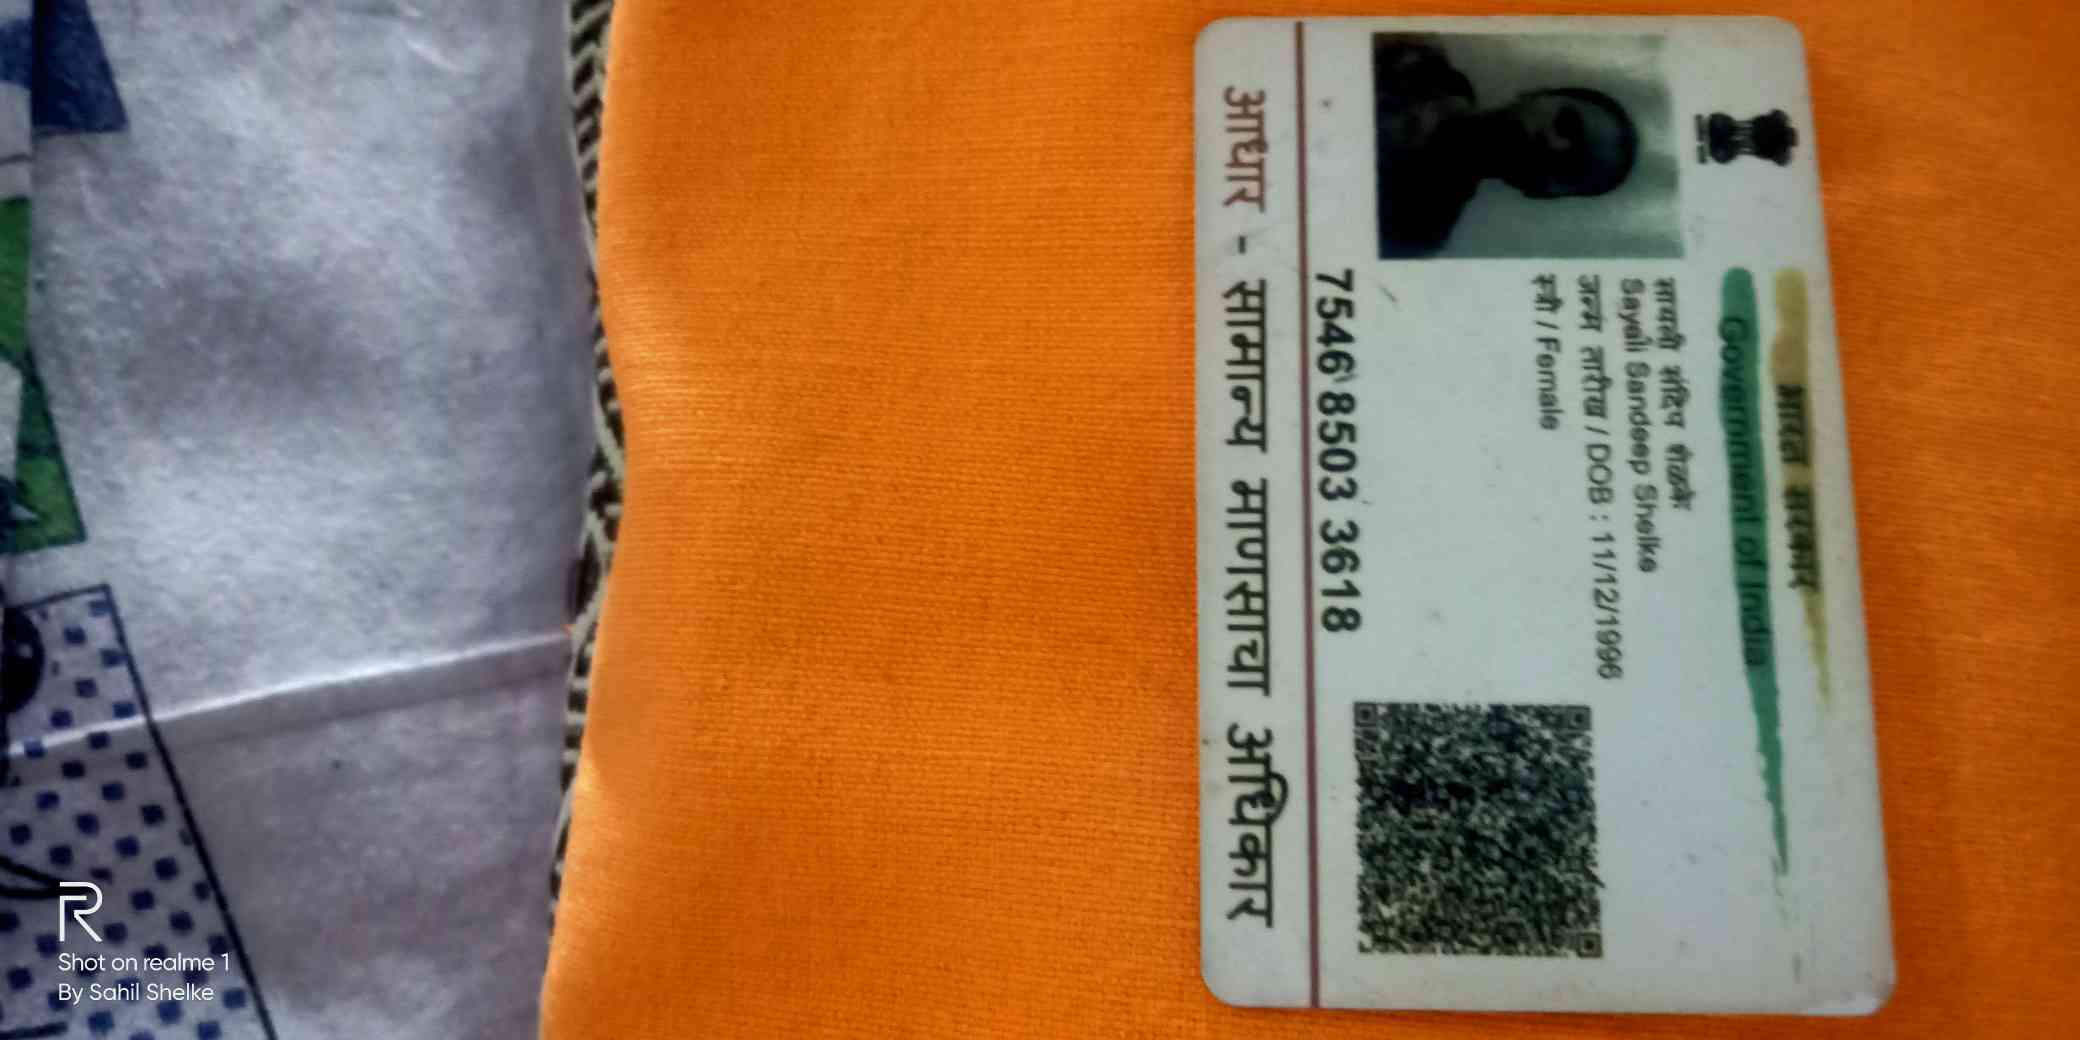 भारत सरकार
Government of India
सायली संदिप शेळके
Sayali Sandeep Shelke
जन्म तारीख / DOB : 11/12/1996
स्त्री / Female
7546 8503 3618
आधार - सामान्य माणसाचा अधिकार
R
Shot on realme 1
By Sahil Shelke